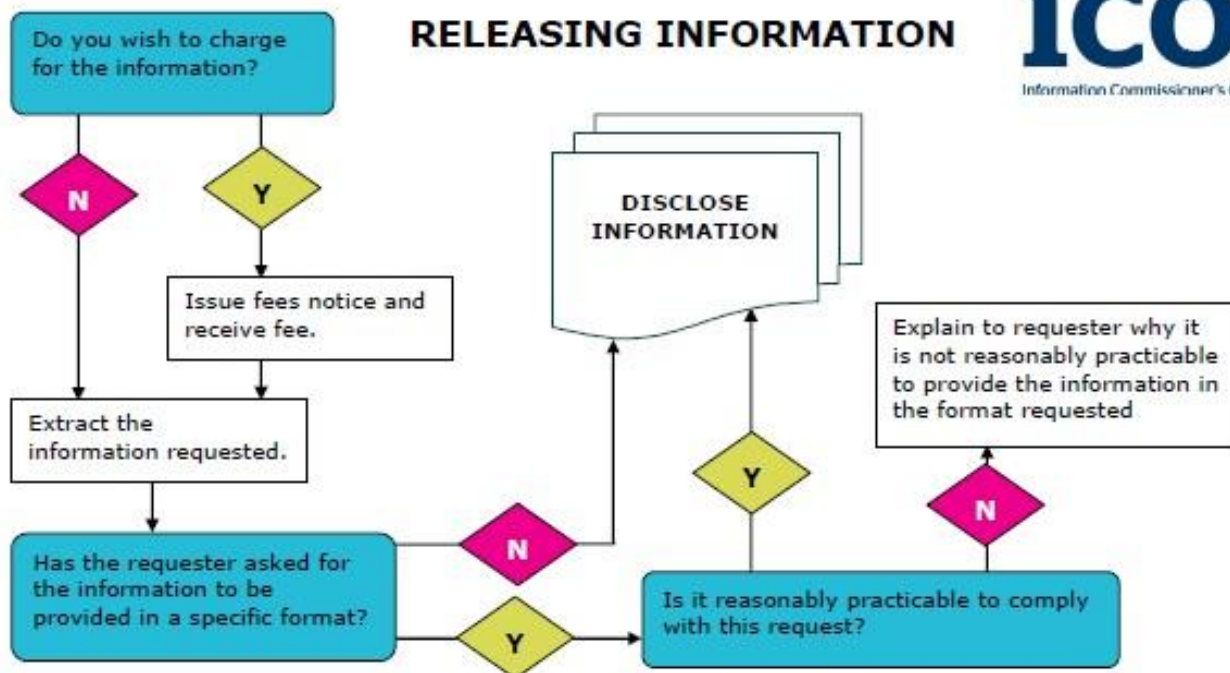 RELEASING INFORMATION
ico
Information Commissioner's
Do you wish to charge
for the information?
N
Y
DISCLOSE
INFORMATION
Issue fees notice and
receive fee.
Explain to requester why it
is not reasonably practicable
to provide the information in
the format requested
Extract the
information requested.
Y
N
N
Has the requester asked for
the information to be
provided in a specific format?
Is it reasonably practicable to comply
with this request?
Y